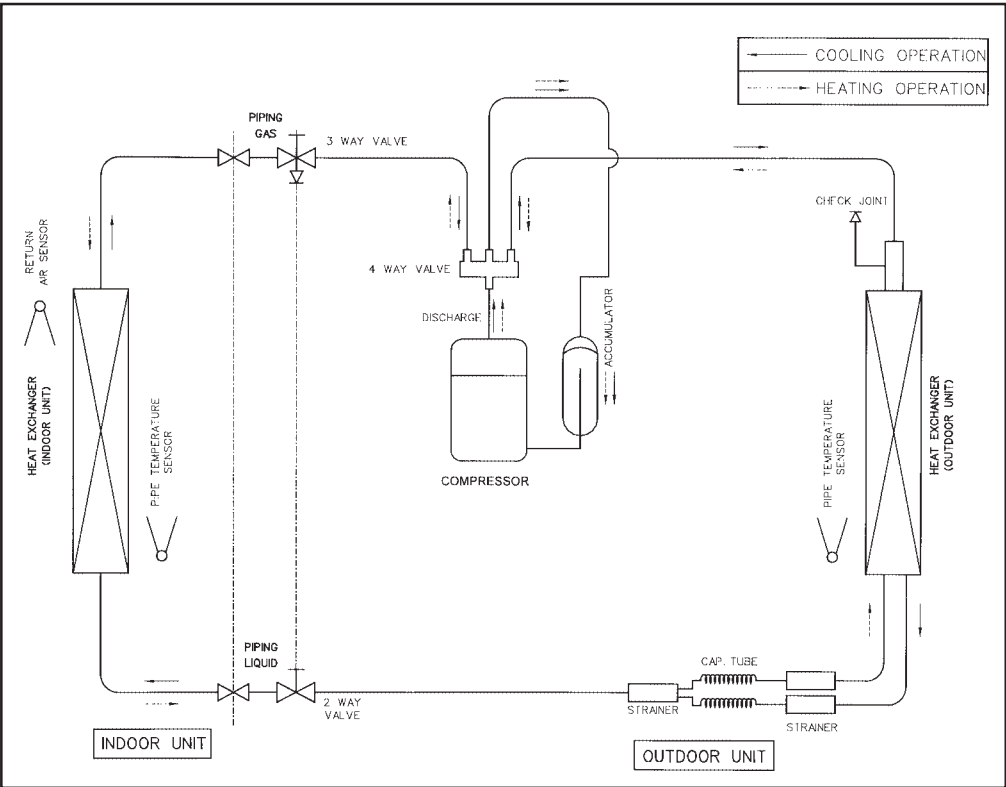 COOLING OPERATION
HEATING OPERATION
PIPING
GAS
3 WAY VALVE
CHECK JOINT
RETURN
AIR SENSOR
4 WAY VALVE
DISCHARGE
ACCUMULATOR
HEAT EXCHANGER
(INDOOR UNIT)
PIPE TEMPERATURE
SENSOR
COMPRESSOR
PIPE TEMPERATURE
SENSOR
HEAT EXCHANGER
(OUTDOOR UNIT)
PIPING
LIQUID
2 WAY
VALVE
CAP. TUBE
STRAINER
STRAINER
INDOOR UNIT
OUTDOOR UNIT